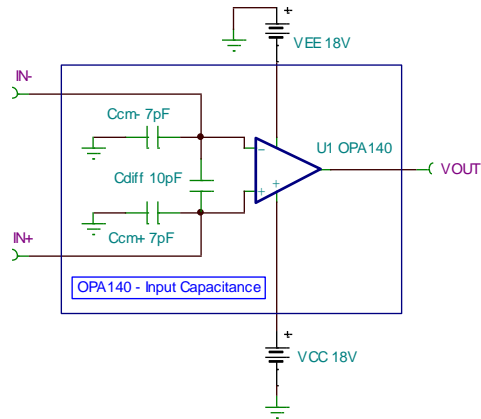 +
VEE 18V
IN-
Ccm- 7pF
U1 OPA140
Cdiff 10pF
VOUT
+
+
Ccm+ 7pF
IN+
OPA140 - Input Capacitance
+
VCC 18V